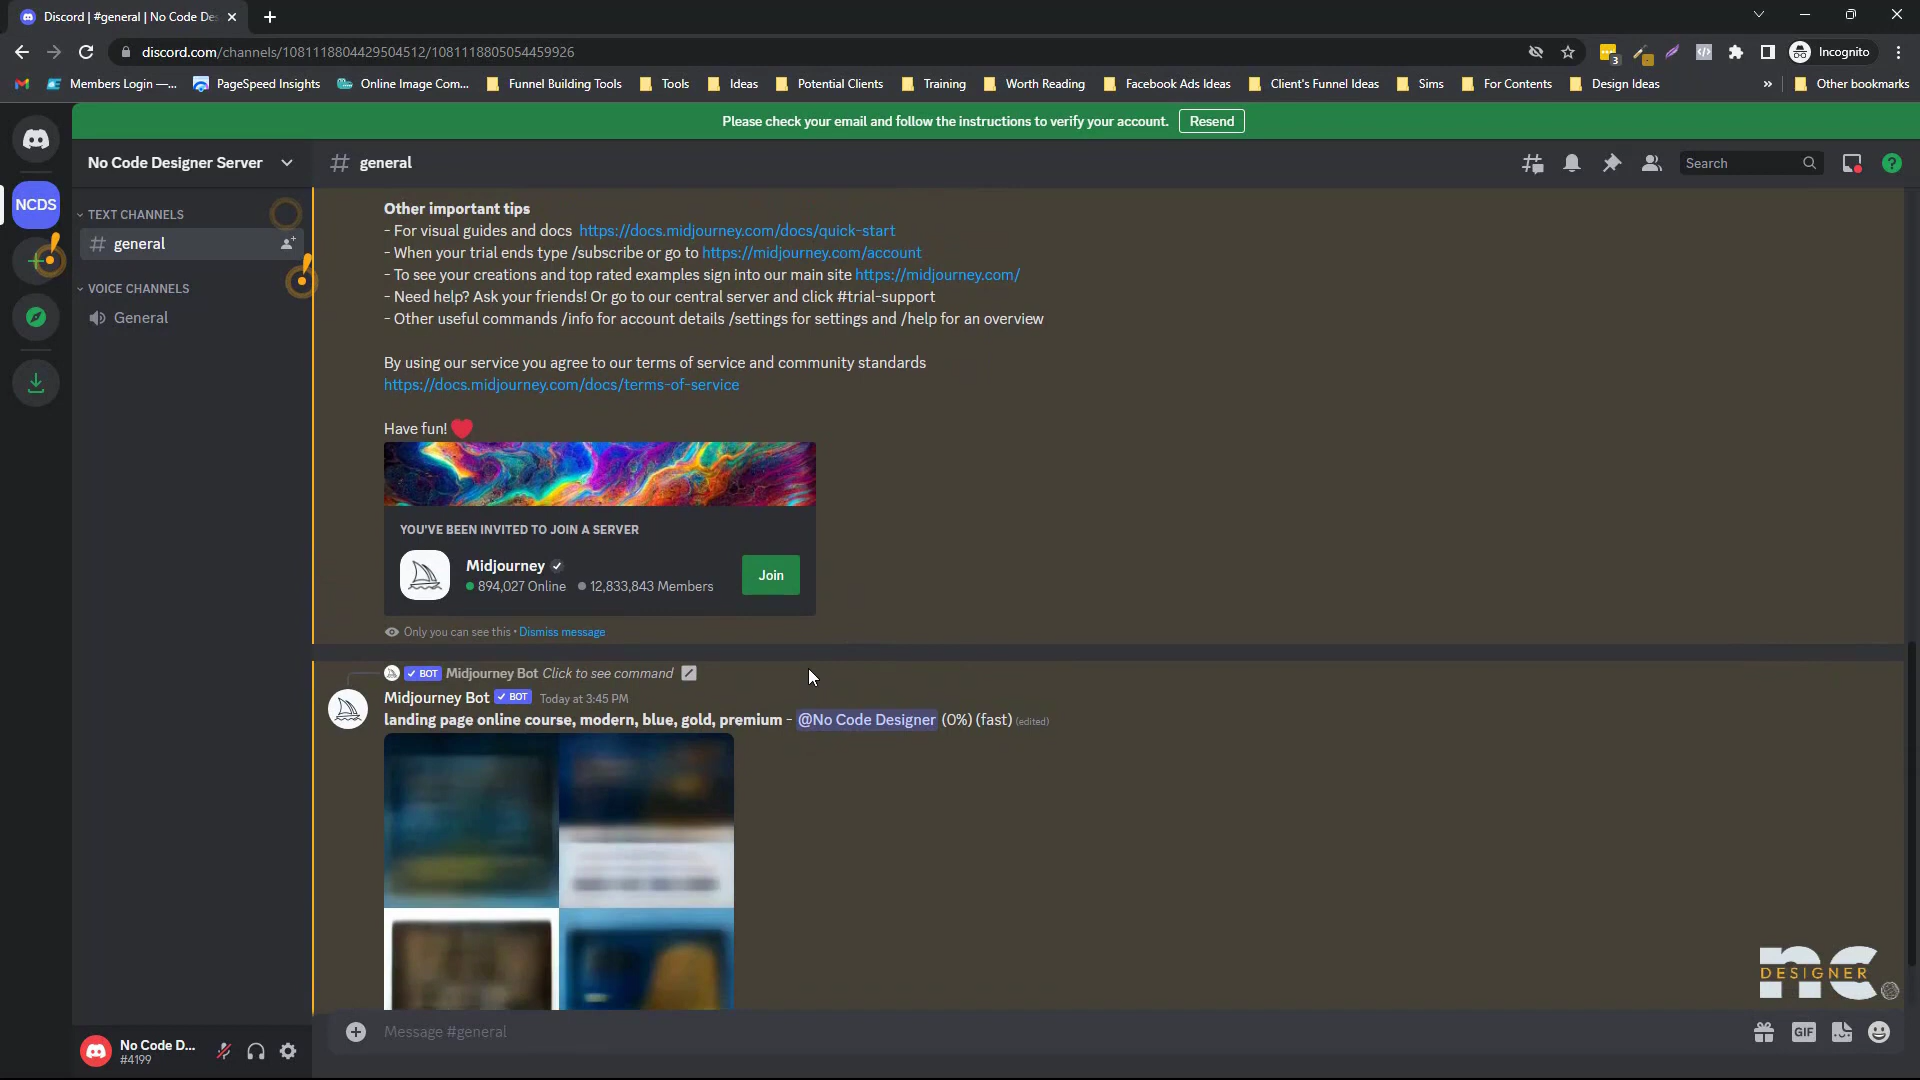 Discord | #general | No Code Des
discord.com/channels/1081118804429504512/1081118805054459926
3
Incognito
Members Login —...
PageSpeed Insights
Online Image Com...
Funnel Building Tools
Tools
Ideas
Potential Clients
Training
Worth Reading
Facebook Ads Ideas
Client's Funnel Ideas
Sims
For Contents
Design Ideas
»
Other bookmarks
Please check your email and follow the instructions to verify your account.
Resend
No Code Designer Server
# general
Search
NCDS
TEXT CHANNELS
# general
VOICE CHANNELS
General
Other important tips
- For visual guides and docs https://docs.midjourney.com/docs/quick-start
- When your trial ends type /subscribe or go to https://midjourney.com/account
- To see your creations and top rated examples sign into our main site https://midjourney.com/
- Need help? Ask your friends! Or go to our central server and click #trial-support
- Other useful commands /info for account details /settings for settings and /help for an overview
By using our service you agree to our terms of service and community standards
https://docs.midjourney.com/docs/terms-of-service
Have fun!
YOU'VE BEEN INVITED TO JOIN A SERVER
Midjourney
894,027 Online 12,833,843 Members
Join
Only you can see this • Dismiss message
BOT Midjourney Bot Click to see command
Midjourney Bot BOT Today at 3:45 PM
landing page online course, modern, blue, gold, premium - @No Code Designer (0%) (fast) (edited)
nc
DESIGNER
Message #general
GIF
No Code D...
#4199